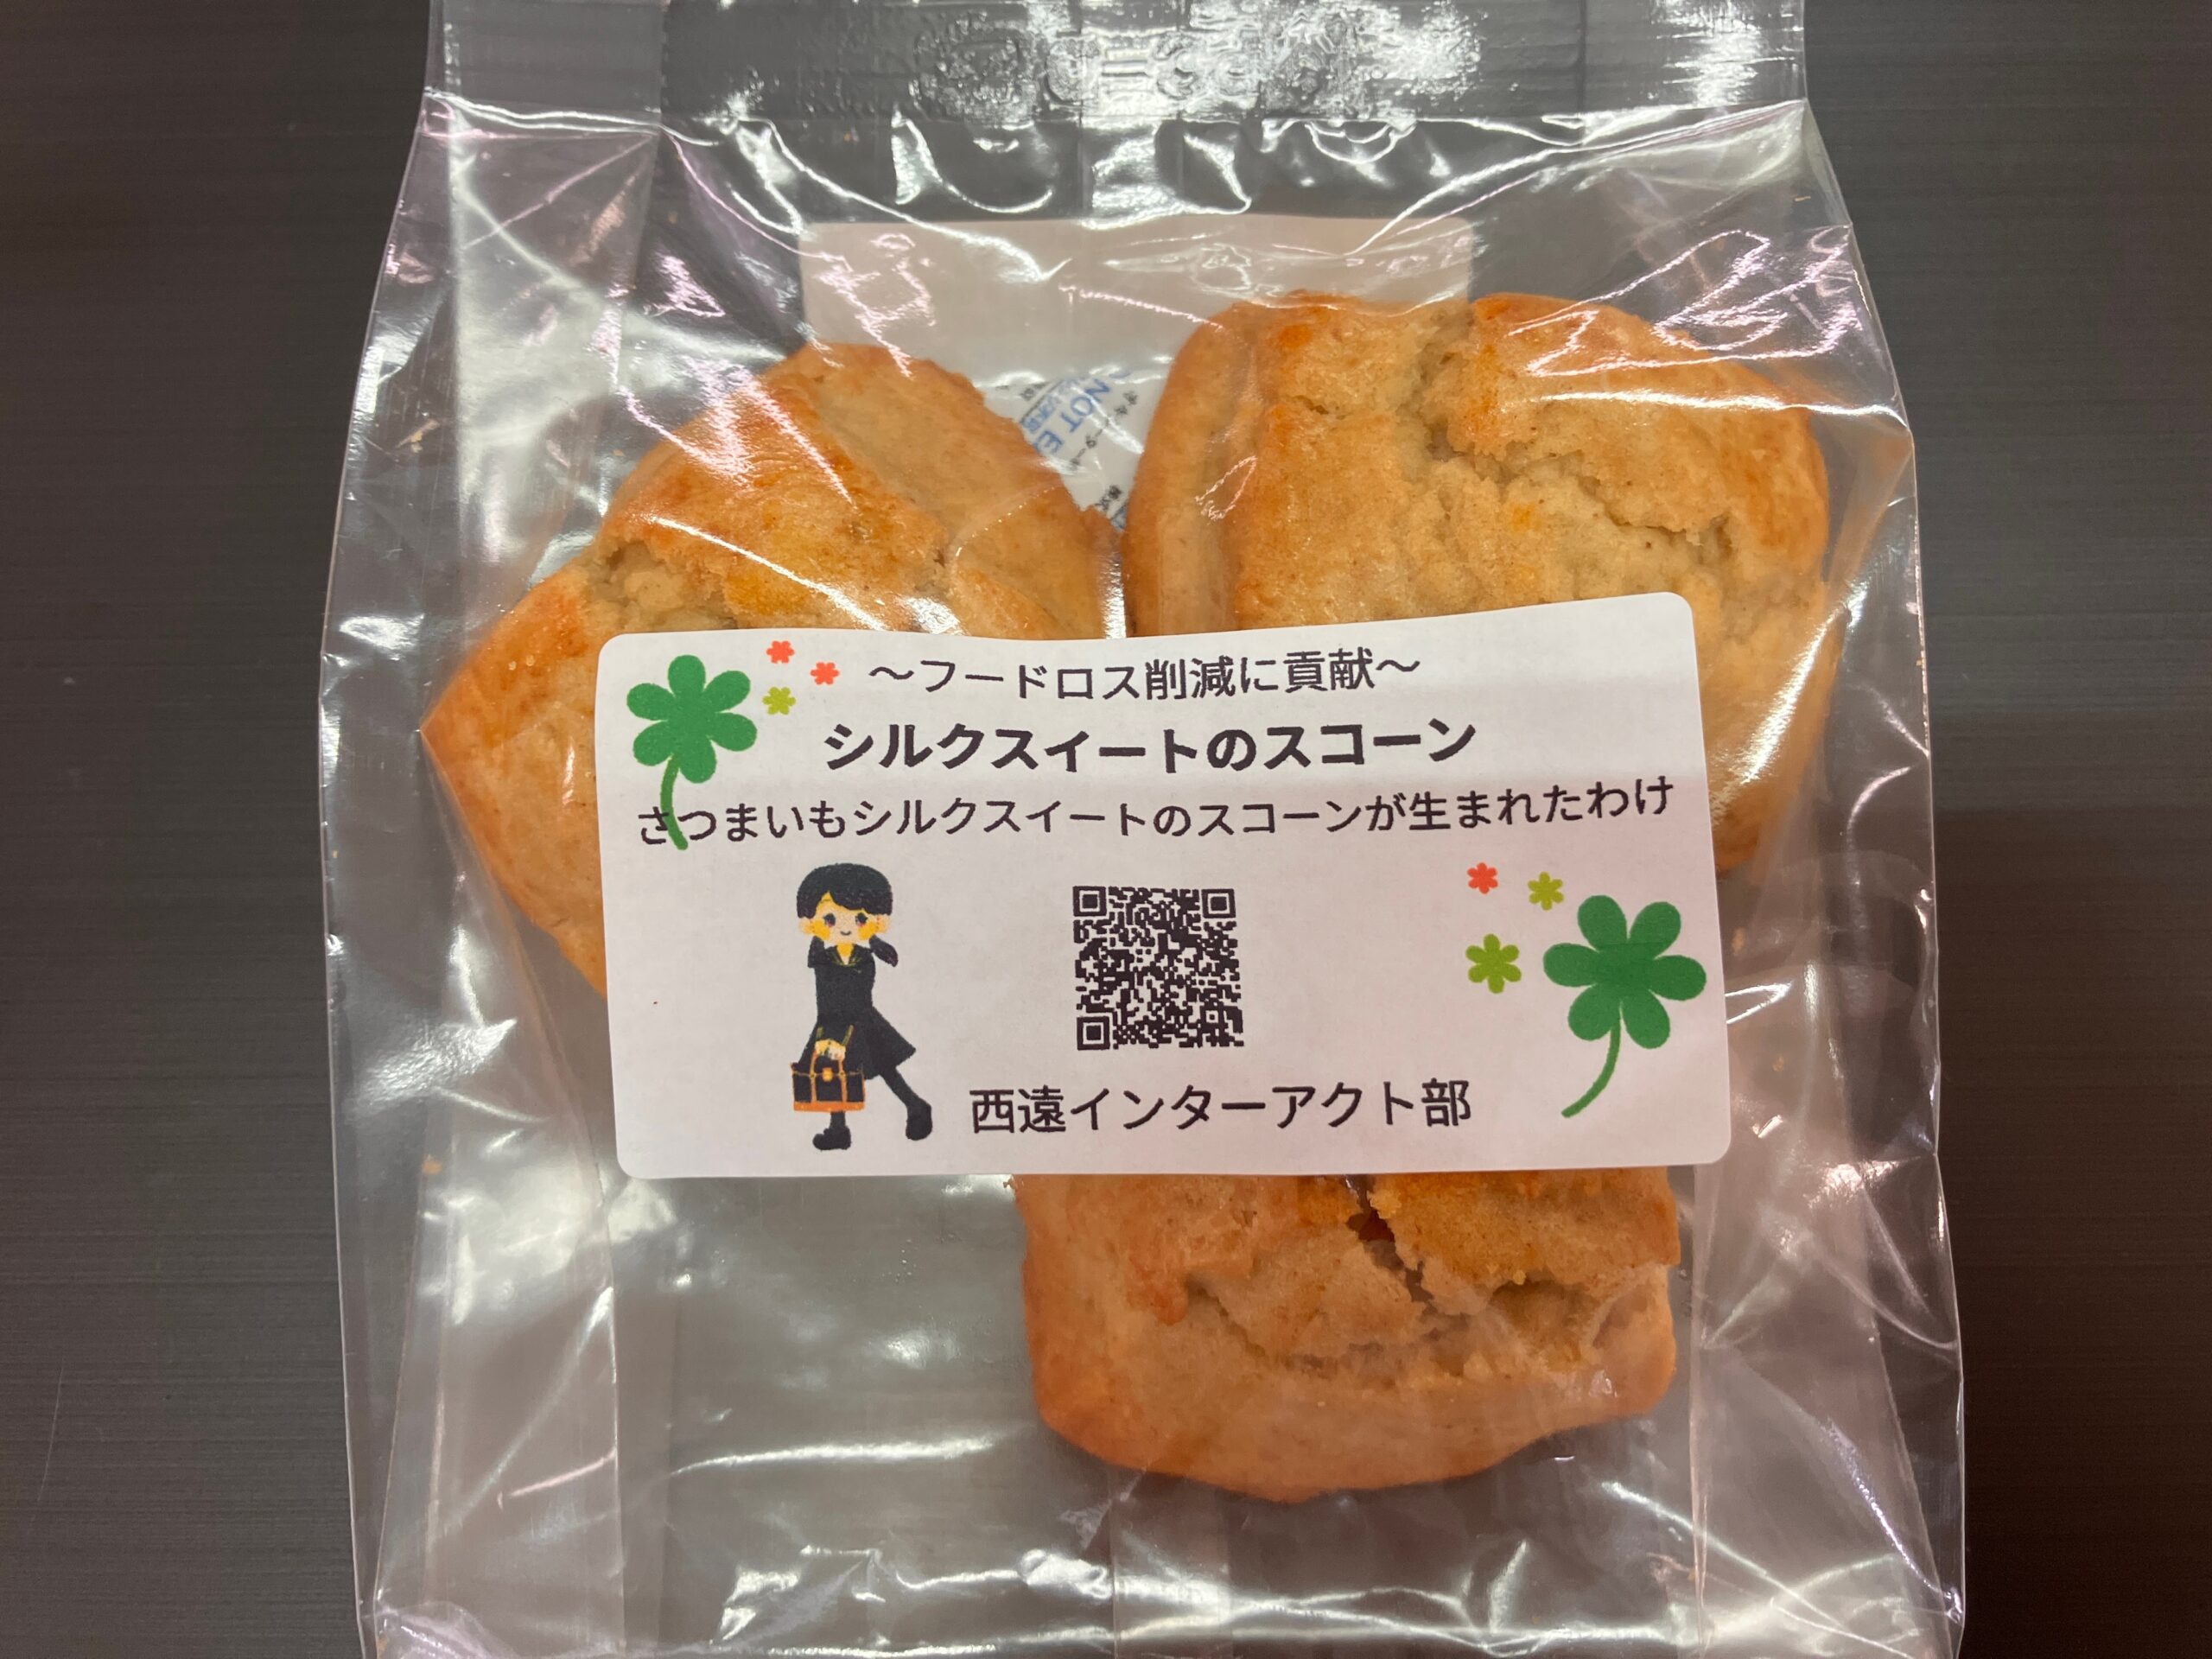 NOT E
～フードロス削減に貢献～
シルクスイートのスコーン
さつまいもシルクスイートのスコーンが生まれたわけ
西遠インターアクト部